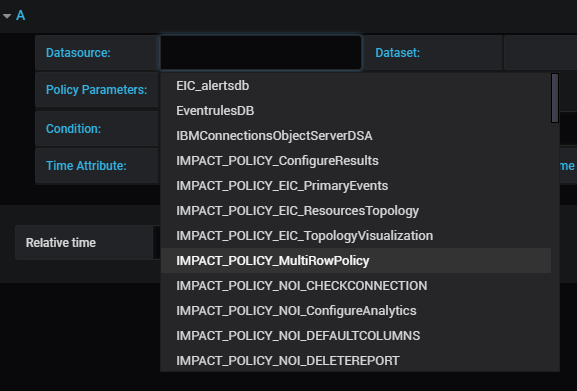 A
Datasource:
Dataset:
EIC_alertsdb
Policy Parameters:
EventrulesDB
Condition:
IBMConnectionsObjectServerDSA
IMPACT_POLICY_ConfigureResults
Time Attribute:
me
IMPACT_POLICY_EIC_PrimaryEvents
IMPACT_POLICY_EIC_ResourcesTopology
Relative time
IMPACT_POLICY_EIC_TopologyVisualization
IMPACT_POLICY_MultiRowPolicy
IMPACT_POLICY_NOI_CHECKCONNECTION
IMPACT_POLICY_NOI_ConfigureAnalytics
IMPACT_POLICY_NOI_DEFAULTCOLUMNS
IMPACT_POLICY_NOI_DELETEREPORT